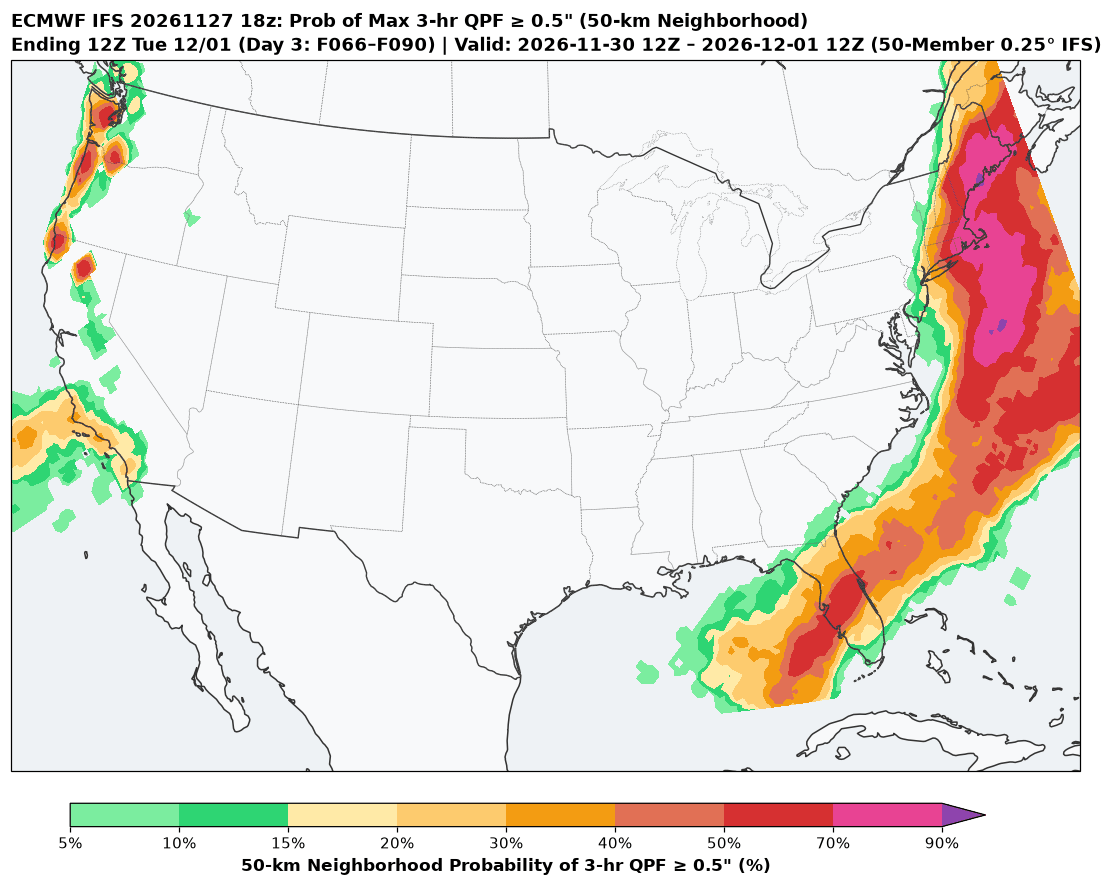 ECMWF IFS 20261127 18z: Prob of Max 3-hr QPF ≥ 0.5" (50-km Neighborhood)
Ending 12Z Tue 12/01 (Day 3: F066–F090) | Valid: 2026-11-30 12Z – 2026-12-01 12Z (50-Member 0.25° IFS)
5% 10% 15% 20% 30% 40% 50% 70% 90%
50-km Neighborhood Probability of 3-hr QPF ≥ 0.5" (%)